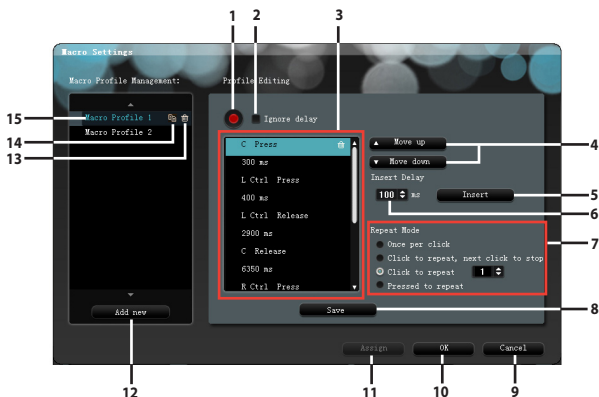 1 2 3
Macro Settings
Macro Profile Management: Profile Editing
15 Macro Profile 1
14 Macro Profile 2
13
Ignore delay
C Press
300 ms
L Ctrl Press
400 ms
L Ctrl Release
2900 ms
C Release
6350 ms
R Ctrl Press
Move up
Move down 4
Insert Delay
100 ms Insert 5
6
Repeat Mode 7
Once per click
Click to repeat, next click to stop
Click to repeat 1
Pressed to repeat
Add new Save 8
Assign OK Cancel
12 11 10 9